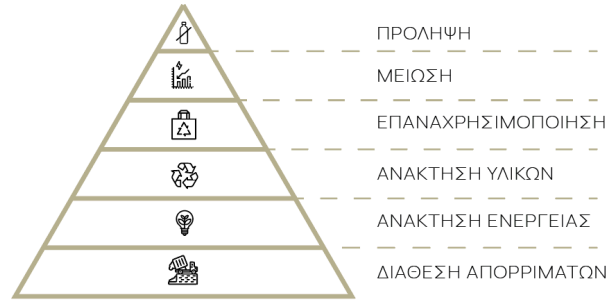 ΠΡΟΛΗΨΗ
ΜΕΙΩΣΗ
ΕΠΑΝΑΧΡΗΣΙΜΟΠΟΙΗΣΗ
ΑΝΑΚΤΗΣΗ ΥΛΙΚΩΝ
ΑΝΑΚΤΗΣΗ ΕΝΕΡΓΕΙΑΣ
ΔΙΑΘΕΣΗ ΑΠΟΡΡΙΜΑΤΩΝ